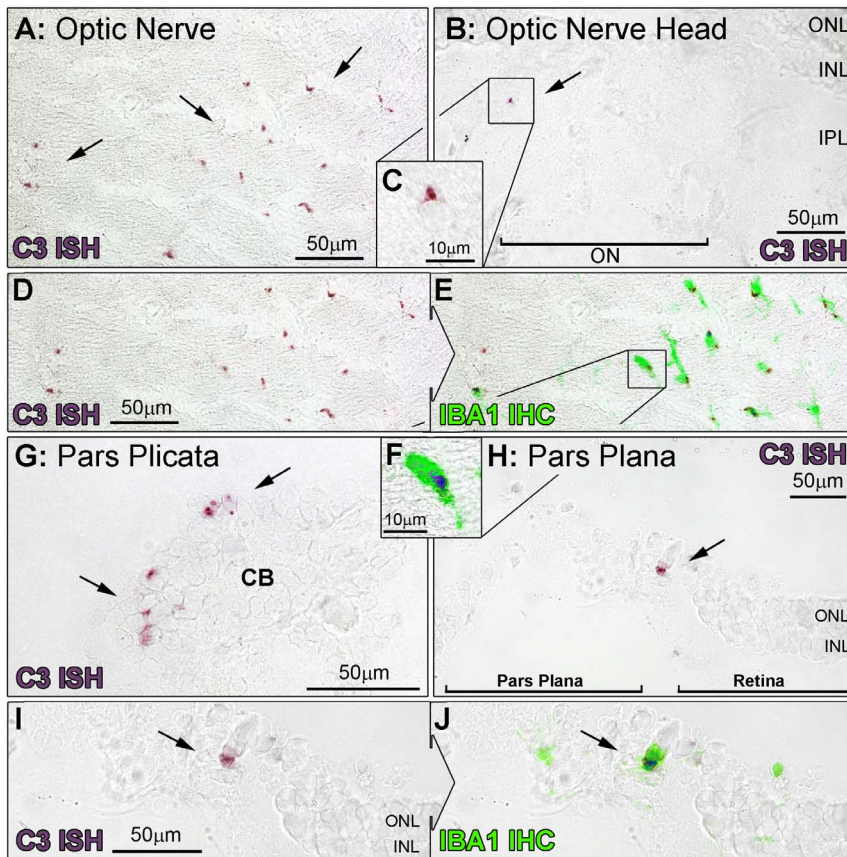 A: Optic Nerve
50µm
C3 ISH
B: Optic Nerve Head
ONL
INL
IPL
50µm
ON
C3 ISH
C
10µm
D
50µm
C3 ISH
E
IBA1 IHC
G: Pars Plicata
CB
50µm
C3 ISH
F
10µm
H: Pars Plana
C3 ISH
50µm
ONL
INL
Pars Plana
Retina
I
50µm
C3 ISH
ONL
INL
J
IBA1 IHC